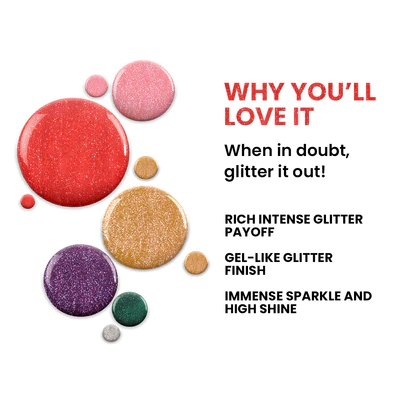 WHY YOU'LL
LOVE IT
When in doubt,
glitter it out!
RICH INTENSE GLITTER
PAYOFF
GEL-LIKE GLITTER
FINISH
IMMENSE SPARKLE AND
HIGH SHINE